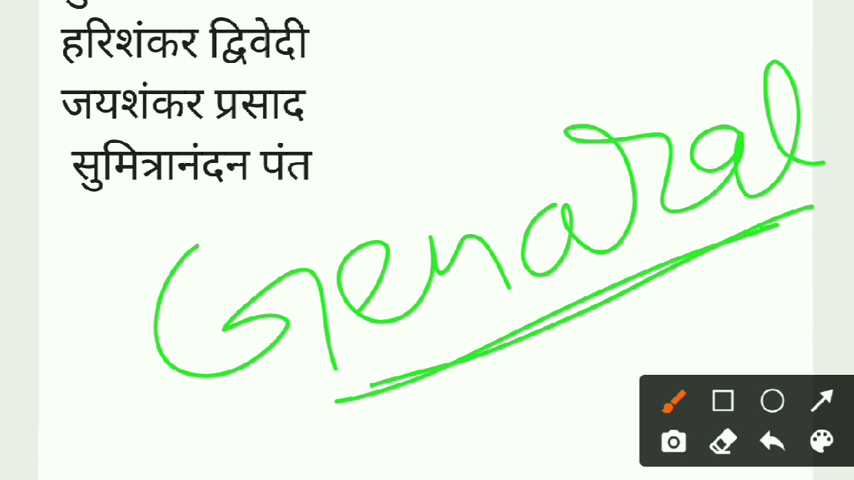 हरिशंकर द्विवेदी
जयशंकर प्रसाद
सुमित्रानंदन पंत
Genaral